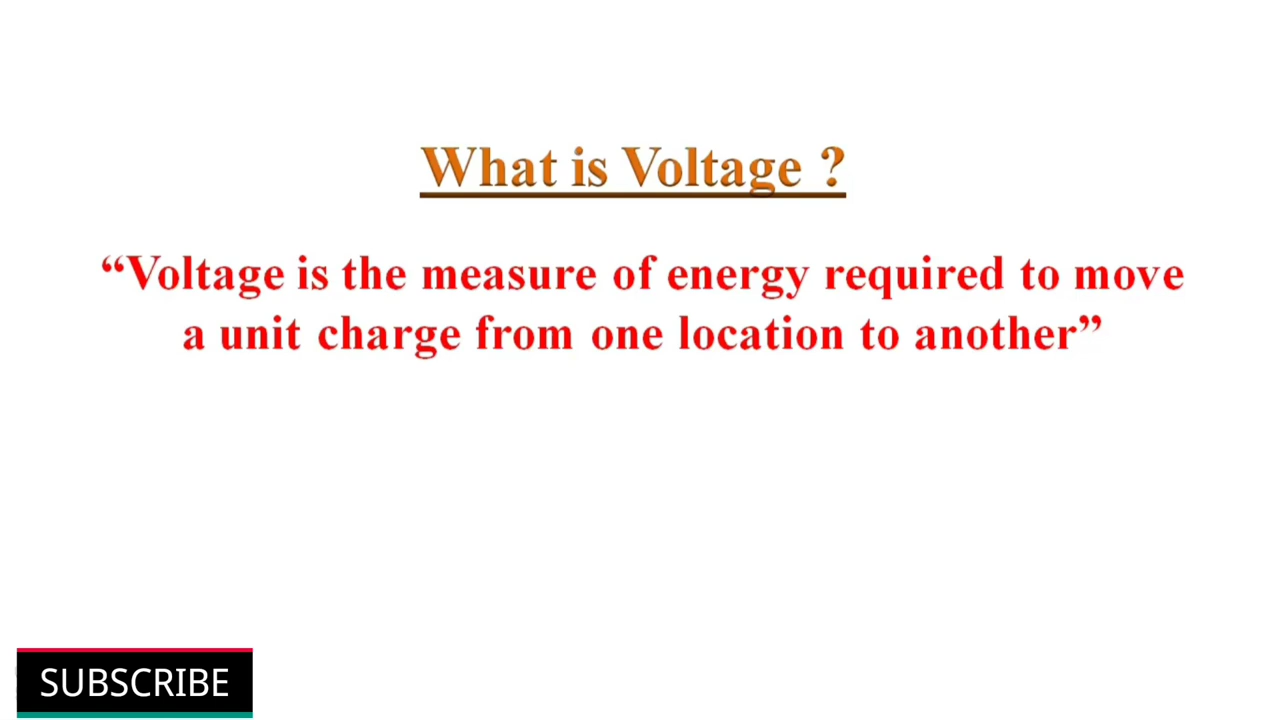 What is Voltage ?
“Voltage is the measure of energy required to move
a unit charge from one location to another”
SUBSCRIBE